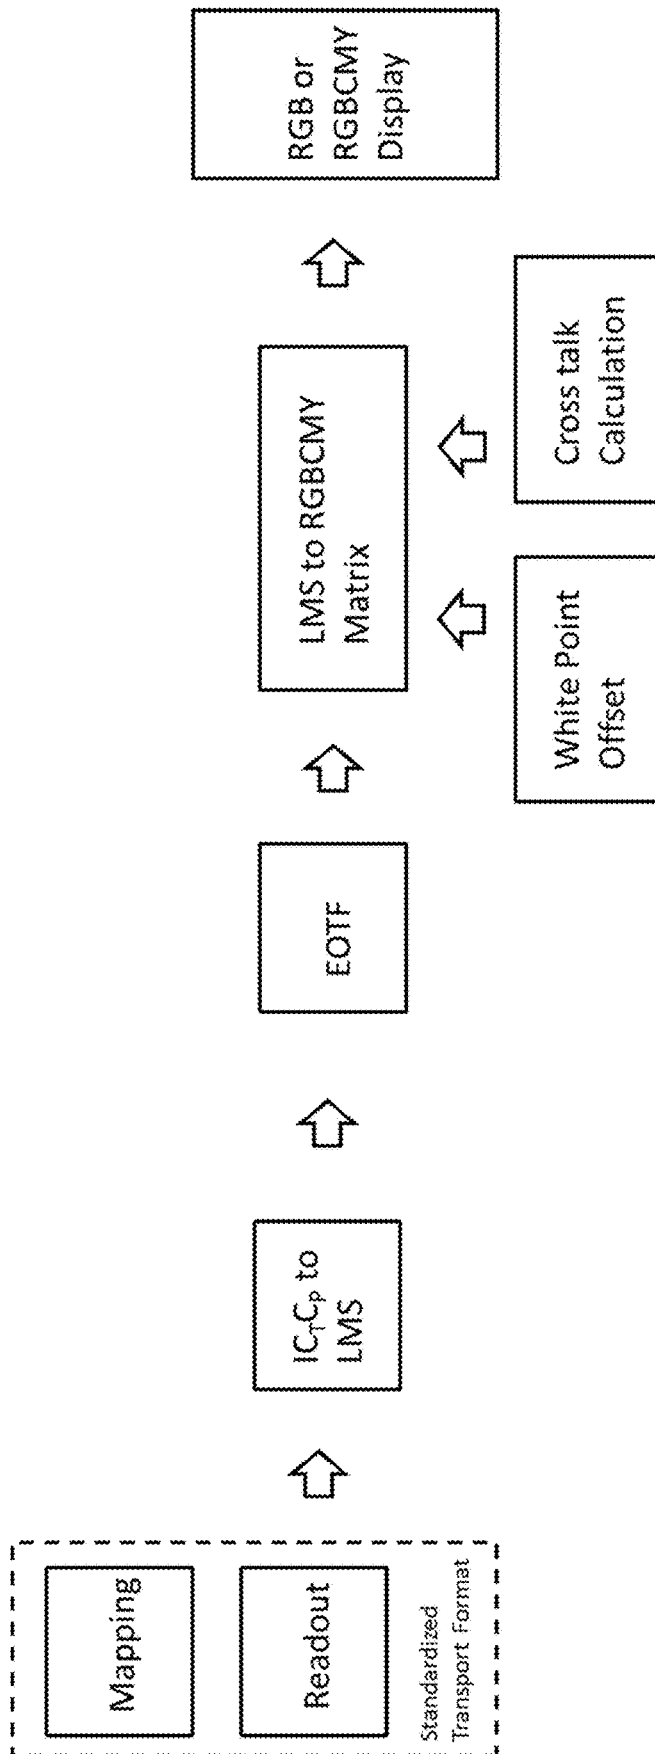 Mapping
Readout
Standardized
Transport Format
ICTCP to
LMS
EOTF
LMS to RGBCMY
Matrix
White Point
Offset
Cross talk
Calculation
RGB or
RGBCMY
Display